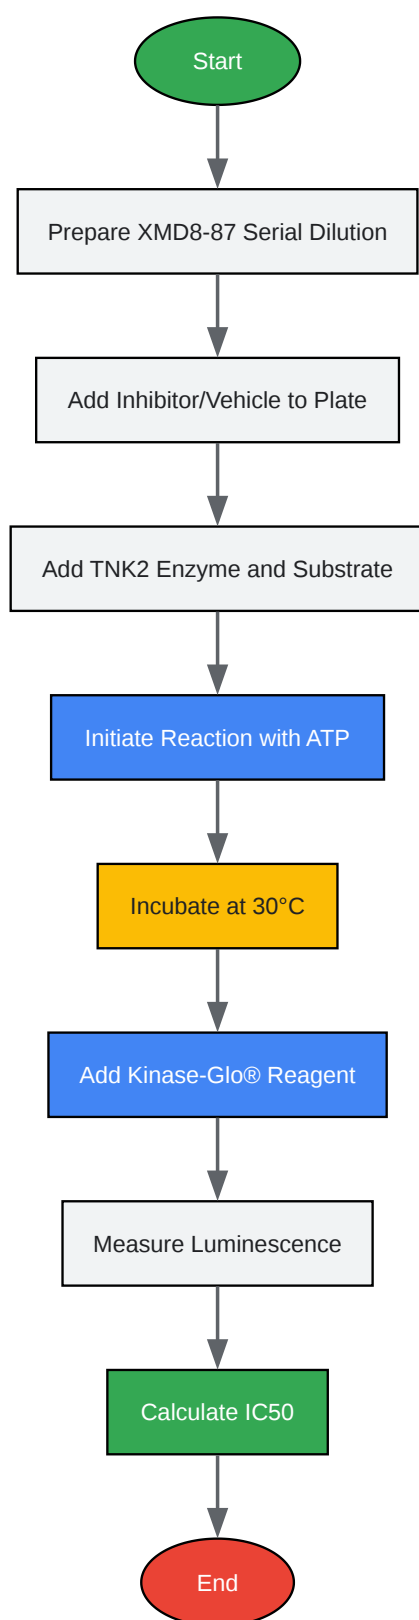 Start
Prepare XMD8-87 Serial Dilution
Add Inhibitor/Vehicle to Plate
Add TNK2 Enzyme and Substrate
Initiate Reaction with ATP
Incubate at 30°C
Add Kinase-Glo® Reagent
Measure Luminescence
Calculate IC50
End